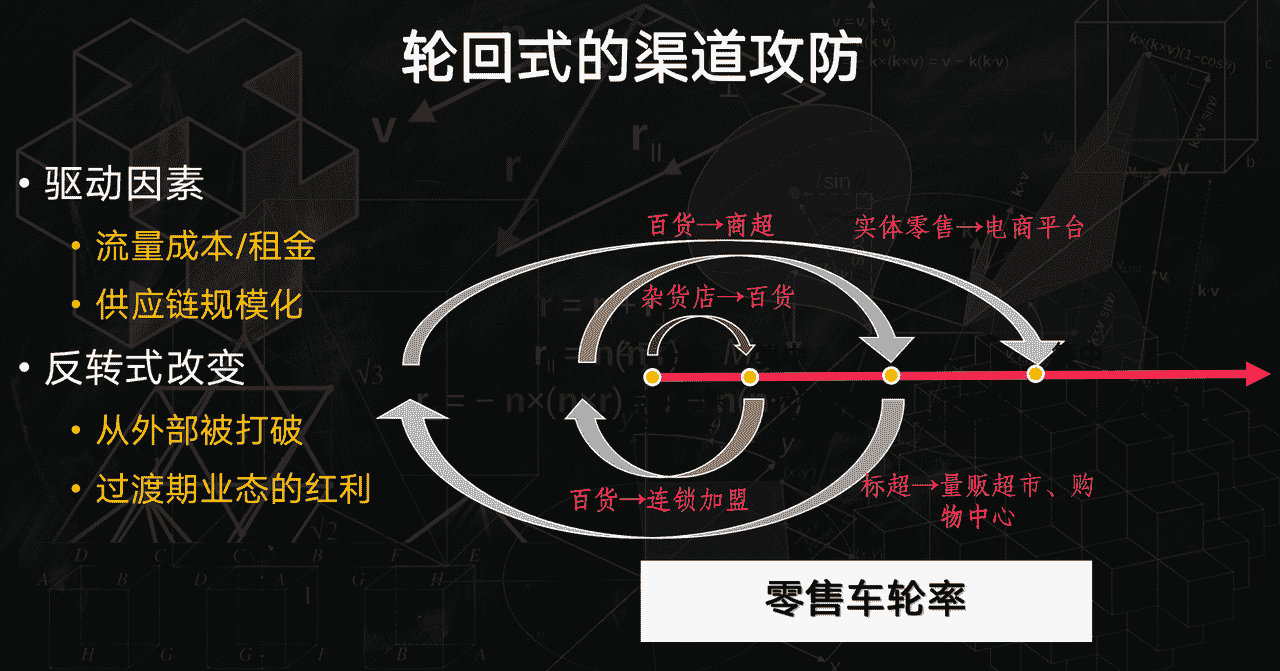 轮回式的渠道攻防
• 驱动因素
• 流量成本/租金
• 供应链规模化
• 反转式改变
• 从外部被打破
• 过渡期业态的红利
百货→商超
实体零售→电商平台
杂货店→百货
百货→连锁加盟
标超→量贩超市、购
物中心
零售车轮率